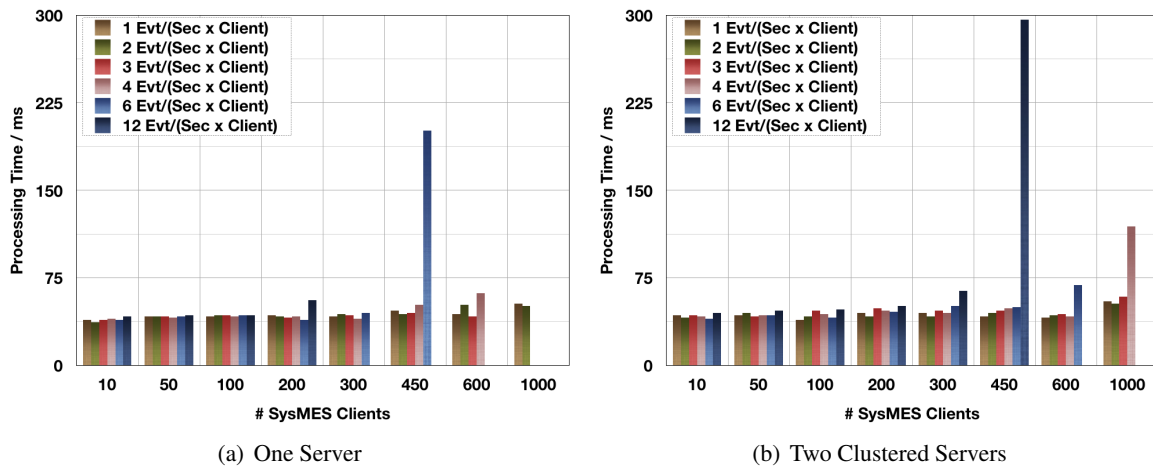 300
225
150
75
0
Processing Time / ms
1 Evt/(Sec x Client)
2 Evt/(Sec x Client)
3 Evt/(Sec x Client)
4 Evt/(Sec x Client)
6 Evt/(Sec x Client)
12 Evt/(Sec x Client)
10 50 100 200 300 450 600 1000
# SysMES Clients
(a) One Server
300
225
150
75
0
Processing Time / ms
1 Evt/(Sec x Client)
2 Evt/(Sec x Client)
3 Evt/(Sec x Client)
4 Evt/(Sec x Client)
6 Evt/(Sec x Client)
12 Evt/(Sec x Client)
10 50 100 200 300 450 600 1000
# SysMES Clients
(b) Two Clustered Servers